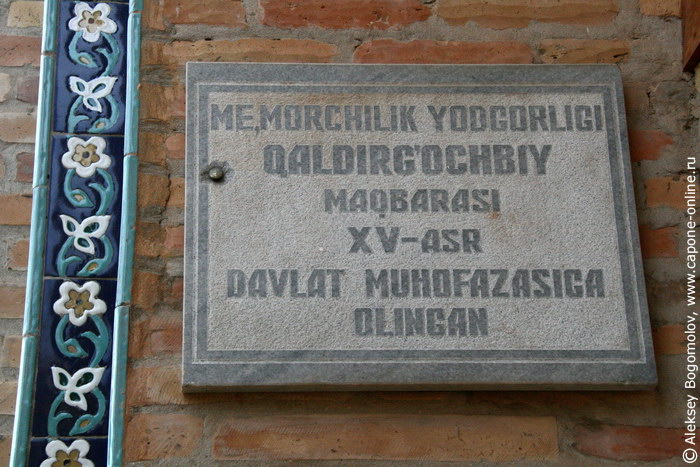 ME,MORCHILIK YODGORLIGI
QALDIRG'OCHBIY
MAQBARASI
XV-ASR
DAVLAT MUHOFAZASIGA
OLINGAN
© Aleksey Bogomolov, www.capone-online.ru